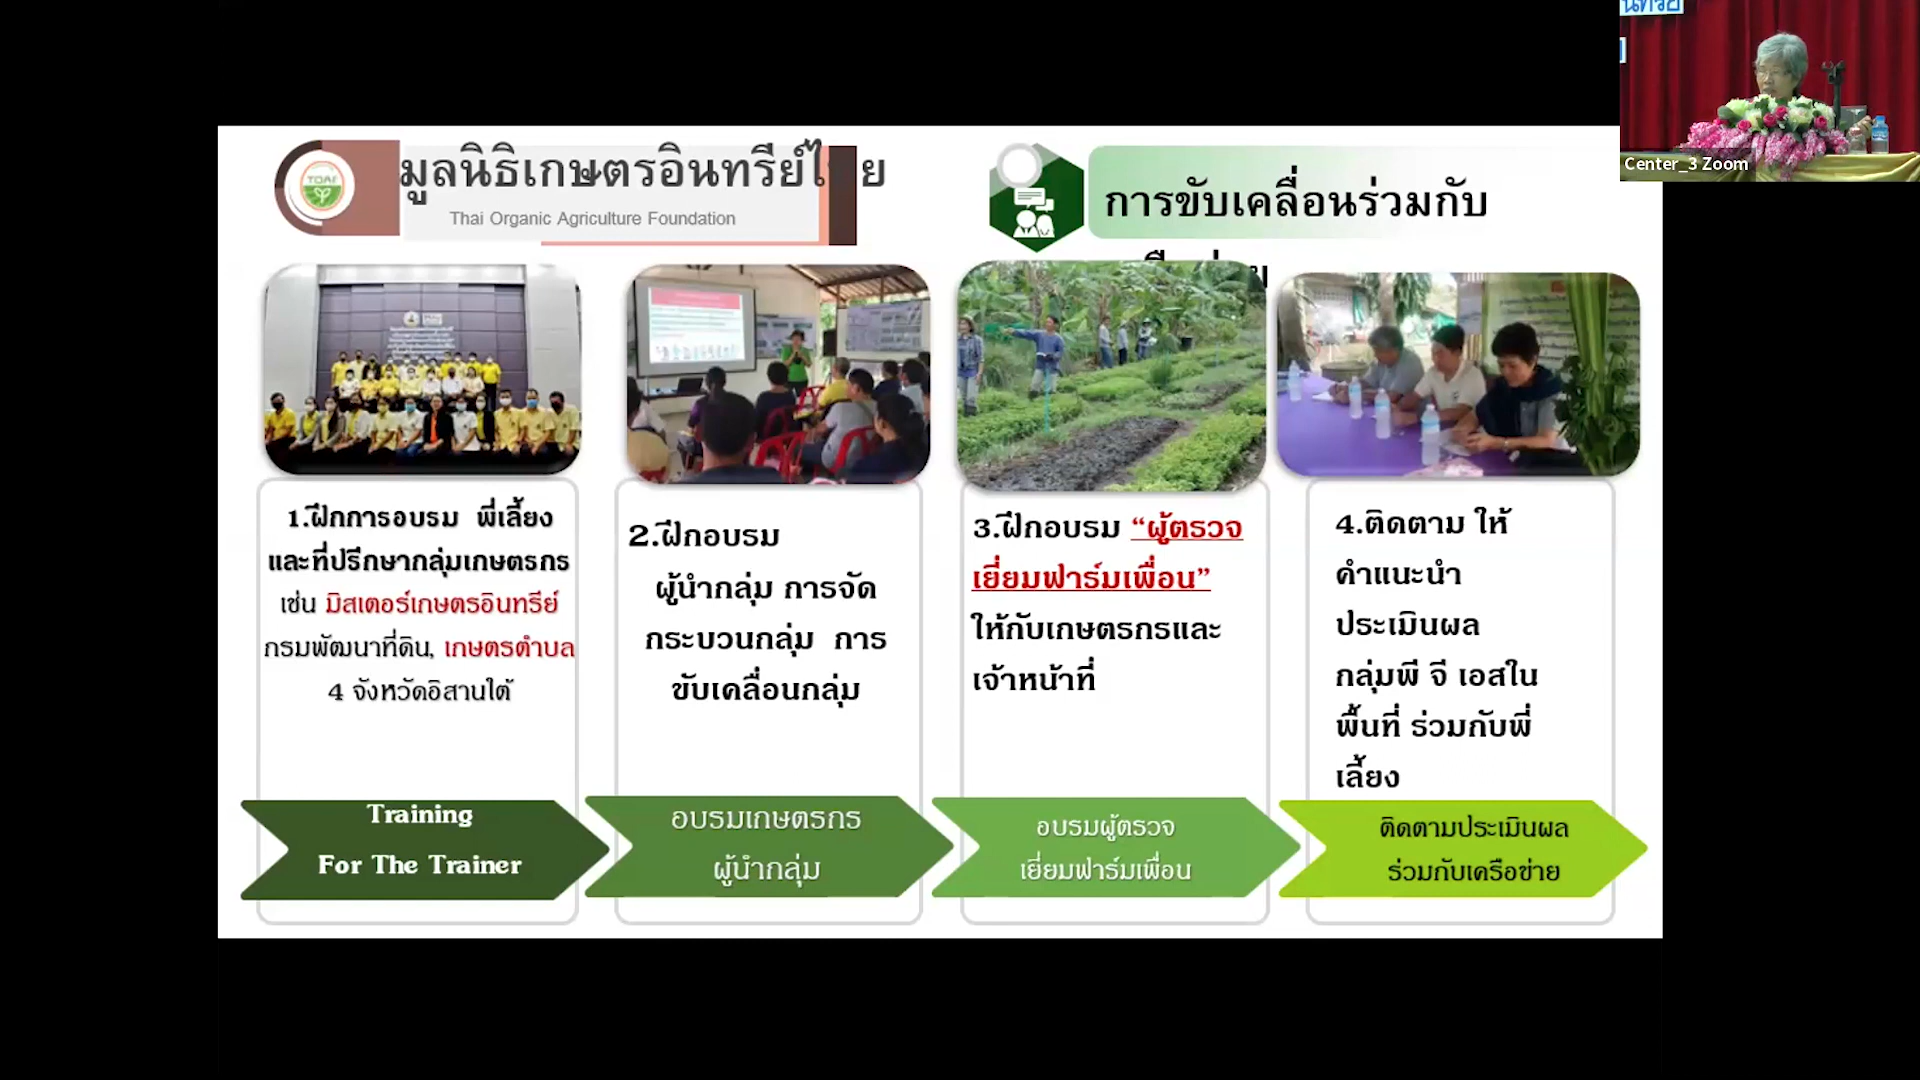 มูลนิธิเกษตรอินทรีย์ไทย
Thai Organic Agriculture Foundation
TOAF
การขับเคลื่อนร่วมกับ
1.ฝึกการอบรม พี่เลี้ยง
และที่ปรึกษากลุ่มเกษตรกร
เช่น มิสเตอร์เกษตรอินทรีย์
กรมพัฒนาที่ดิน, เกษตรตำบล
4 จังหวัดอิสานใต้
2.ฝึกอบรม
ผู้นำกลุ่ม การจัด
กระบวนกลุ่ม การ
ขับเคลื่อนกลุ่ม
3.ฝึกอบรม “ผู้ตรวจ
เยี่ยมฟาร์มเพื่อน”
ให้กับเกษตรกรและ
เจ้าหน้าที่
4.ติดตาม ให้
คำแนะนำ
ประเมินผล
กลุ่มพี จี เอสใน
พื้นที่ ร่วมกับพี่
เลี้ยง
Training
For The Trainer
อบรมเกษตรกร
ผู้นำกลุ่ม
อบรมผู้ตรวจ
เยี่ยมฟาร์มเพื่อน
ติดตามประเมินผล
ร่วมกับเครือข่าย
Center_3 Zoom